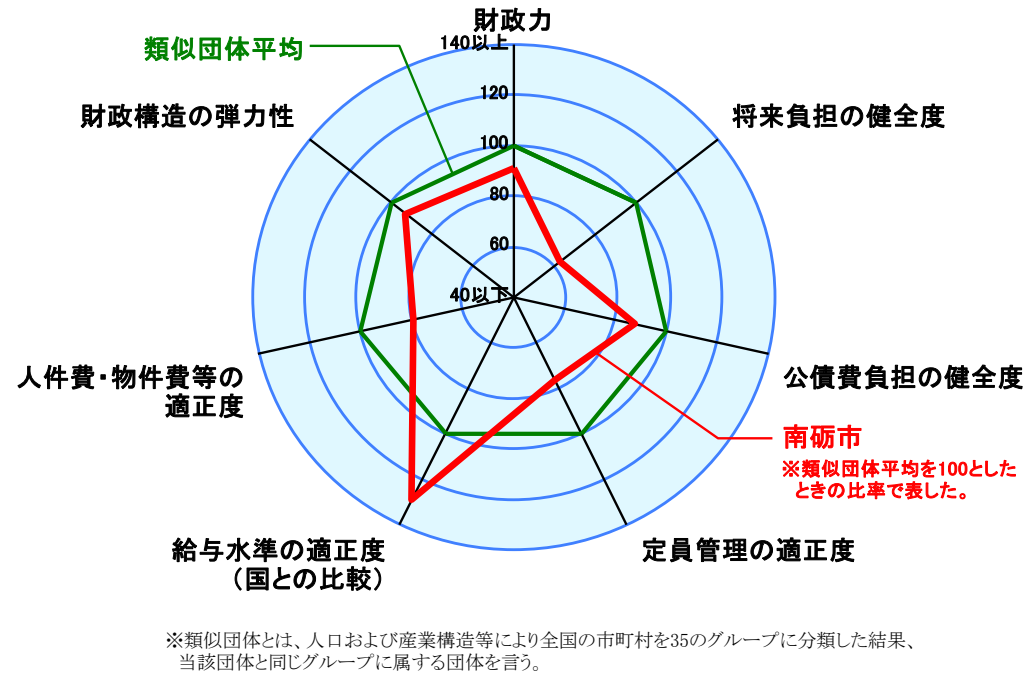 財政力
140以上
類似団体平均
120
財政構造の弾力性
将来負担の健全度
100
80
60
40以下
人件費・物件費等の
適正度
公債費負担の健全度
南砺市
※類似団体平均を100とした
ときの比率で表した。
給与水準の適正度
（国との比較）
定員管理の適正度
※類似団体とは、人口および産業構造等により全国の市町村を35のグループに分類した結果、
当該団体と同じグループに属する団体を言う。